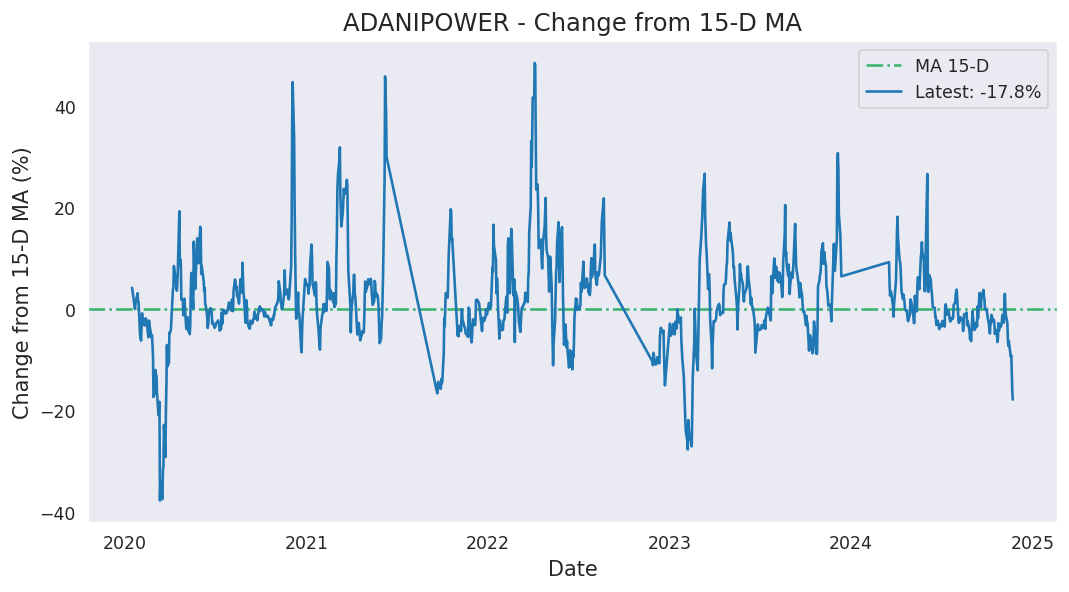 ADANIPOWER - Change from 15-D MA
MA 15-D
Latest: -17.8%
Change from 15-D MA (%)
40
20
0
−20
−40
2020
2021
2022
2023
2024
2025
Date